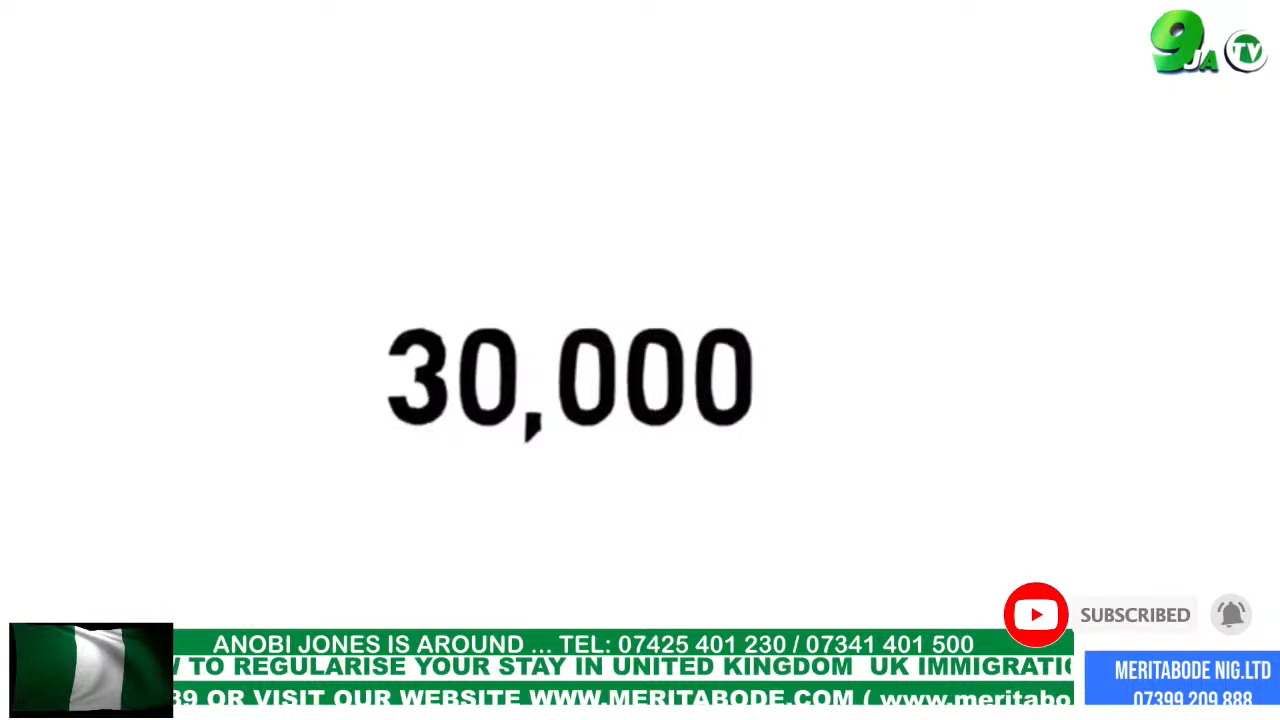 9JA TV
30,000
SUBSCRIBED
ANOBI JONES IS AROUND ... TEL: 07425 401 230 / 07341 401 500
TO REGULARISE YOUR STAY IN UNITED KINGDOM UK IMMIGRATI
MERITABODE NIG.LTD
39 OR VISIT OUR WEBSITE WWW.MERITABODE.COM ( www.meritabo
07399 209 888